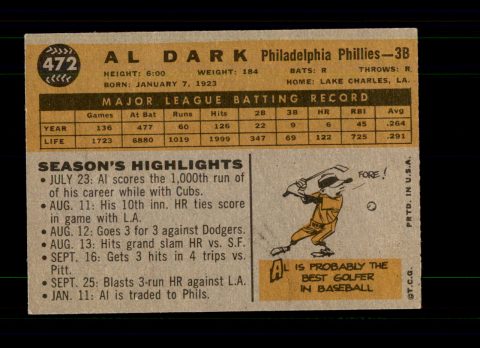 472
AL DARK Philadelphia Phillies—3B
HEIGHT: 6:00 WEIGHT: 184 BATS: R THROWS: R
BORN: JANUARY 7, 1923 HOME: LAKE CHARLES, LA.
MAJOR LEAGUE BATTING RECORD
Games At Bat Runs Hits 2B 3B HR RBI Avg
YEAR 136 477 60 126 22 9 6 45 .264
LIFE 1723 6880 1019 1999 347 69 122 725 .291
SEASON'S HIGHLIGHTS
• JULY 23: Al scores the 1,000th run of
of his career while with Cubs.
• AUG. 11: His 10th inn. HR ties score
in game with L.A.
• AUG. 12: Goes 3 for 3 against Dodgers.
• AUG. 13: Hits grand slam HR vs. S.F.
• SEPT. 16: Gets 3 hits in 4 trips vs.
Pitt.
• SEPT. 25: Blasts 3-run HR against L.A.
• JAN. 11: Al is traded to Phils.
FORE!
AL IS PROBABLY THE
BEST GOLFER
IN BASEBALL
©T.C.G. PRTD. IN U.S.A.